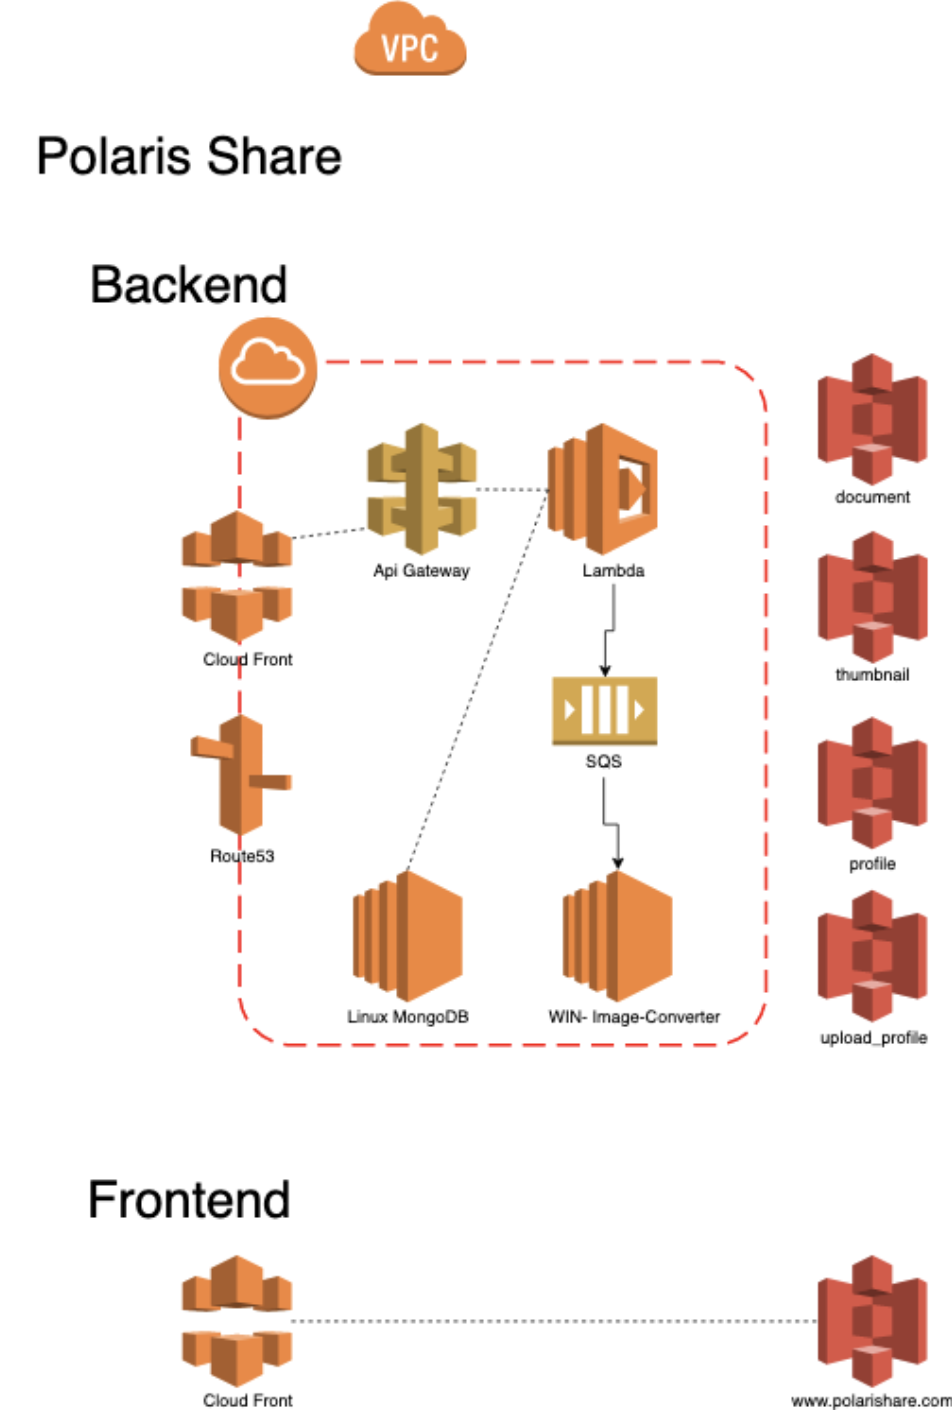 VPC
Polaris Share
Backend
document
Api Gateway
Lambda
Cloud Front
thumbnail
SQS
Route53
profile
Linux MongoDB
WIN- Image-Converter
upload_profile
Frontend
Cloud Front
www.polarishare.com